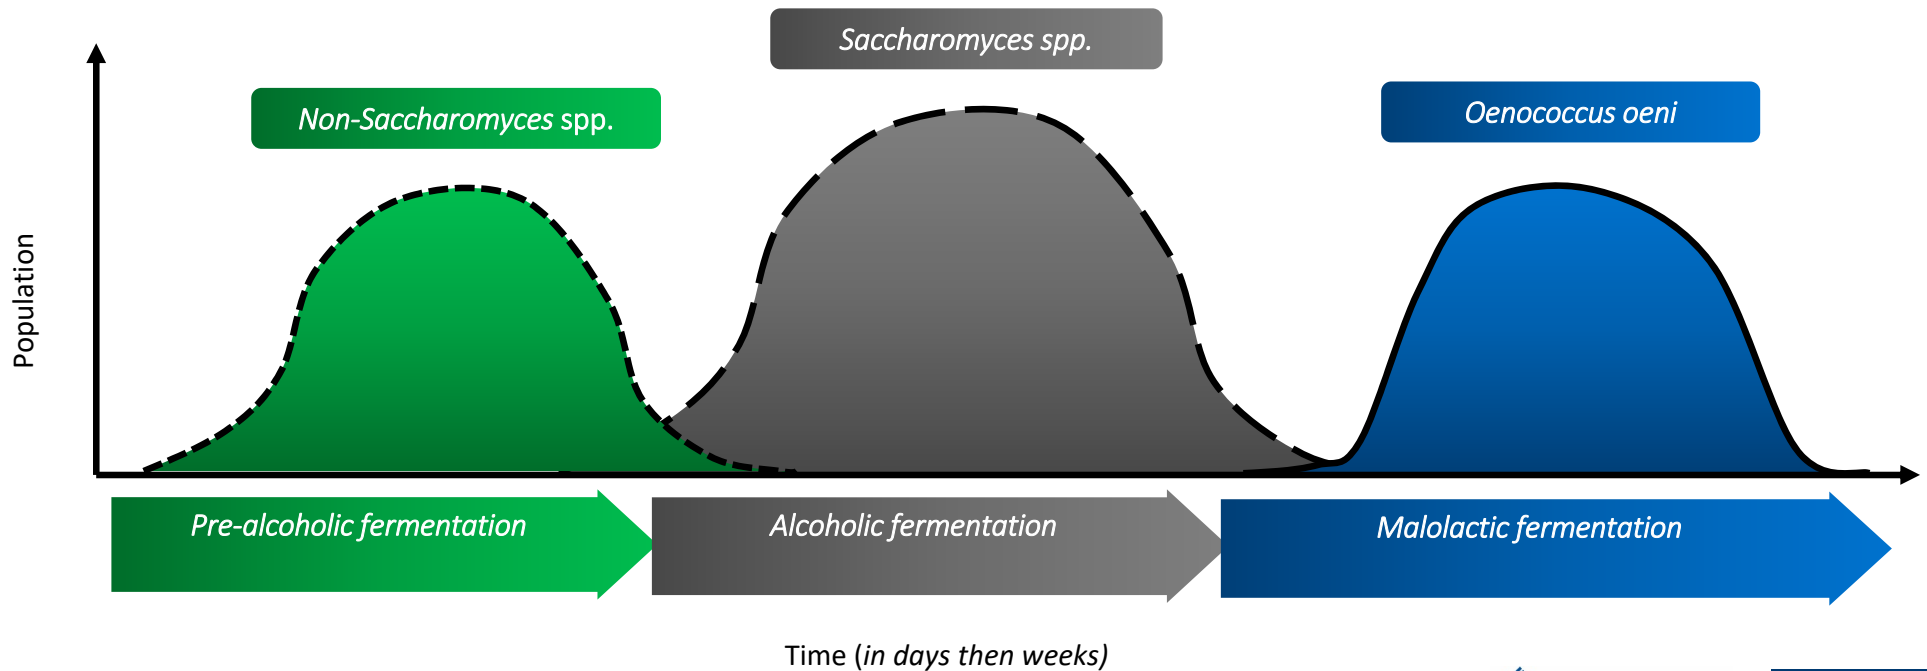 Saccharomyces spp.
Non-Saccharomyces spp.
Oenococcus oeni
Population
Pre-alcoholic fermentation
Alcoholic fermentation
Malolactic fermentation
Time (in days then weeks)